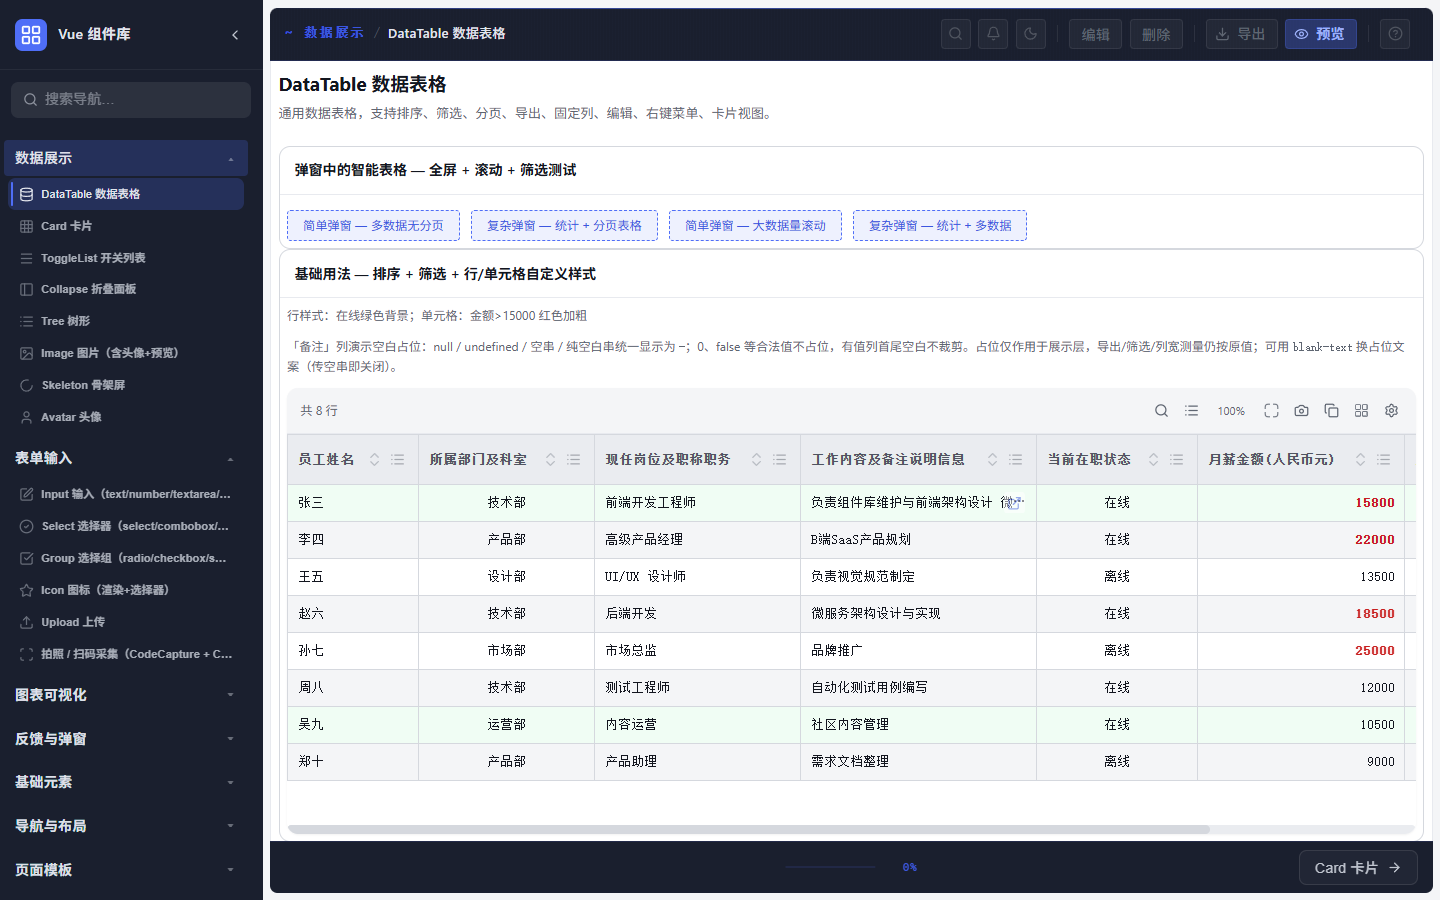 Vue 组件库
搜索导航...
数据展示
DataTable 数据表格
Card 卡片
ToggleList 开关列表
Collapse 折叠面板
Tree 树形
Image 图片（含头像+预览）
Skeleton 骨架屏
Avatar 头像
表单输入
Input 输入（text/number/textarea/...
Select 选择器（select/combobox/...
Group 选择组（radio/checkbox/s...
Icon 图标（渲染+选择器）
Upload 上传
拍照 / 扫码采集（CodeCapture + C...
图表可视化
反馈与弹窗
基础元素
导航与布局
页面模板
~ 数据展示 / DataTable 数据表格
编辑 删除 导出 预览
DataTable 数据表格
通用数据表格，支持排序、筛选、分页、导出、固定列、编辑、右键菜单、卡片视图。
弹窗中的智能表格 — 全屏 + 滚动 + 筛选测试
简单弹窗 — 多数据无分页 复杂弹窗 — 统计 + 分页表格 简单弹窗 — 大数据量滚动 复杂弹窗 — 统计 + 多数据
基础用法 — 排序 + 筛选 + 行/单元格自定义样式
行样式：在线绿色背景；单元格：金额>15000 红色加粗
「备注」列演示空白占位：null / undefined / 空串 / 纯空白串统一显示为 —；0、false 等合法值不占位，有值列首尾空白不裁剪。占位仅作用于展示层，导出/筛选/列宽测量仍按原值；可用 blank-text 换占位文
案（传空串即关闭）。
共 8 行 100%
员工姓名 所属部门及科室 现任岗位及职称职务 工作内容及备注说明信息 当前在职状态 月薪金额(人民币元)
张三 技术部 前端开发工程师 负责组件库维护与前端架构设计 在线 15800
李四 产品部 高级产品经理 B端SaaS产品规划 在线 22000
王五 设计部 UI/UX 设计师 负责视觉规范制定 离线 13500
赵六 技术部 后端开发 微服务架构设计与实现 在线 18500
孙七 市场部 市场总监 品牌推广 离线 25000
周八 技术部 测试工程师 自动化测试用例编写 在线 12000
吴九 运营部 内容运营 社区内容管理 在线 10500
郑十 产品部 产品助理 需求文档整理 离线 9000
0%
Card 卡片